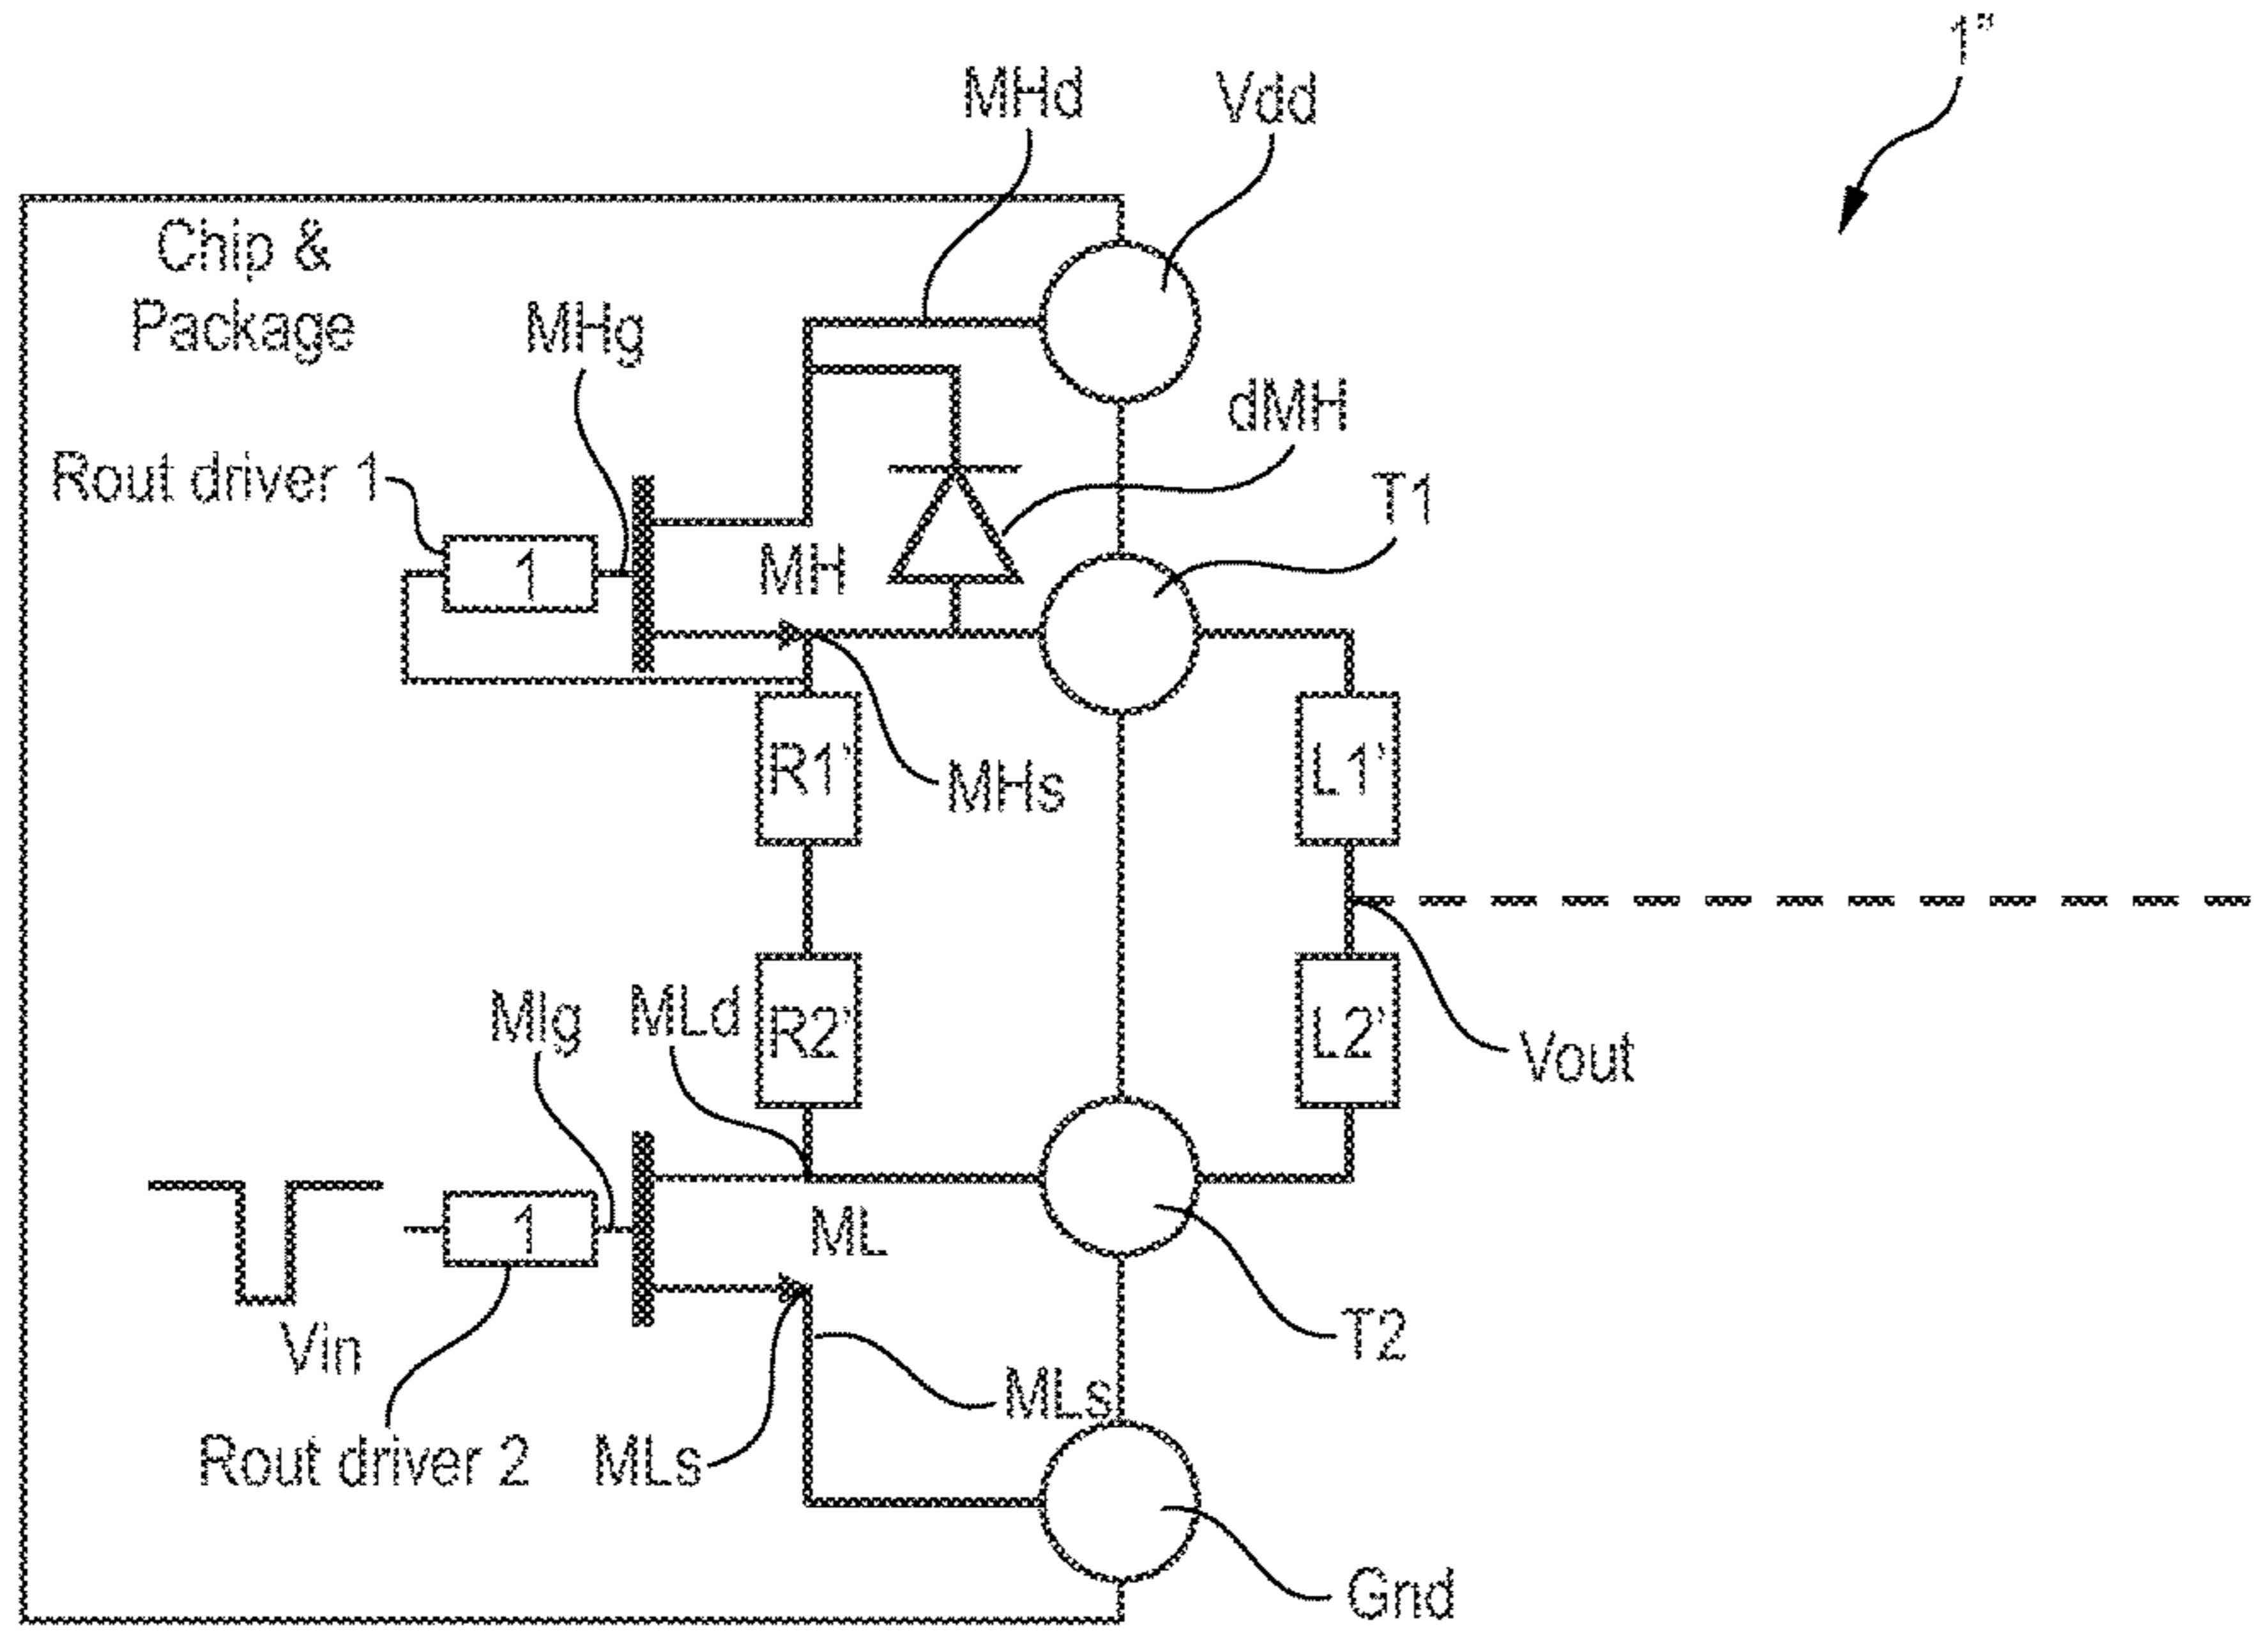 1"
MHd
Vdd
Chip &
Package
MHg
dMH
Rout driver 1
T1
1
MH
R1'
MHs
L1'
Mlg
MLd
R2'
L2'
Vout
1
ML
Vin
T2
MLs
Rout driver 2
MLs
Gnd